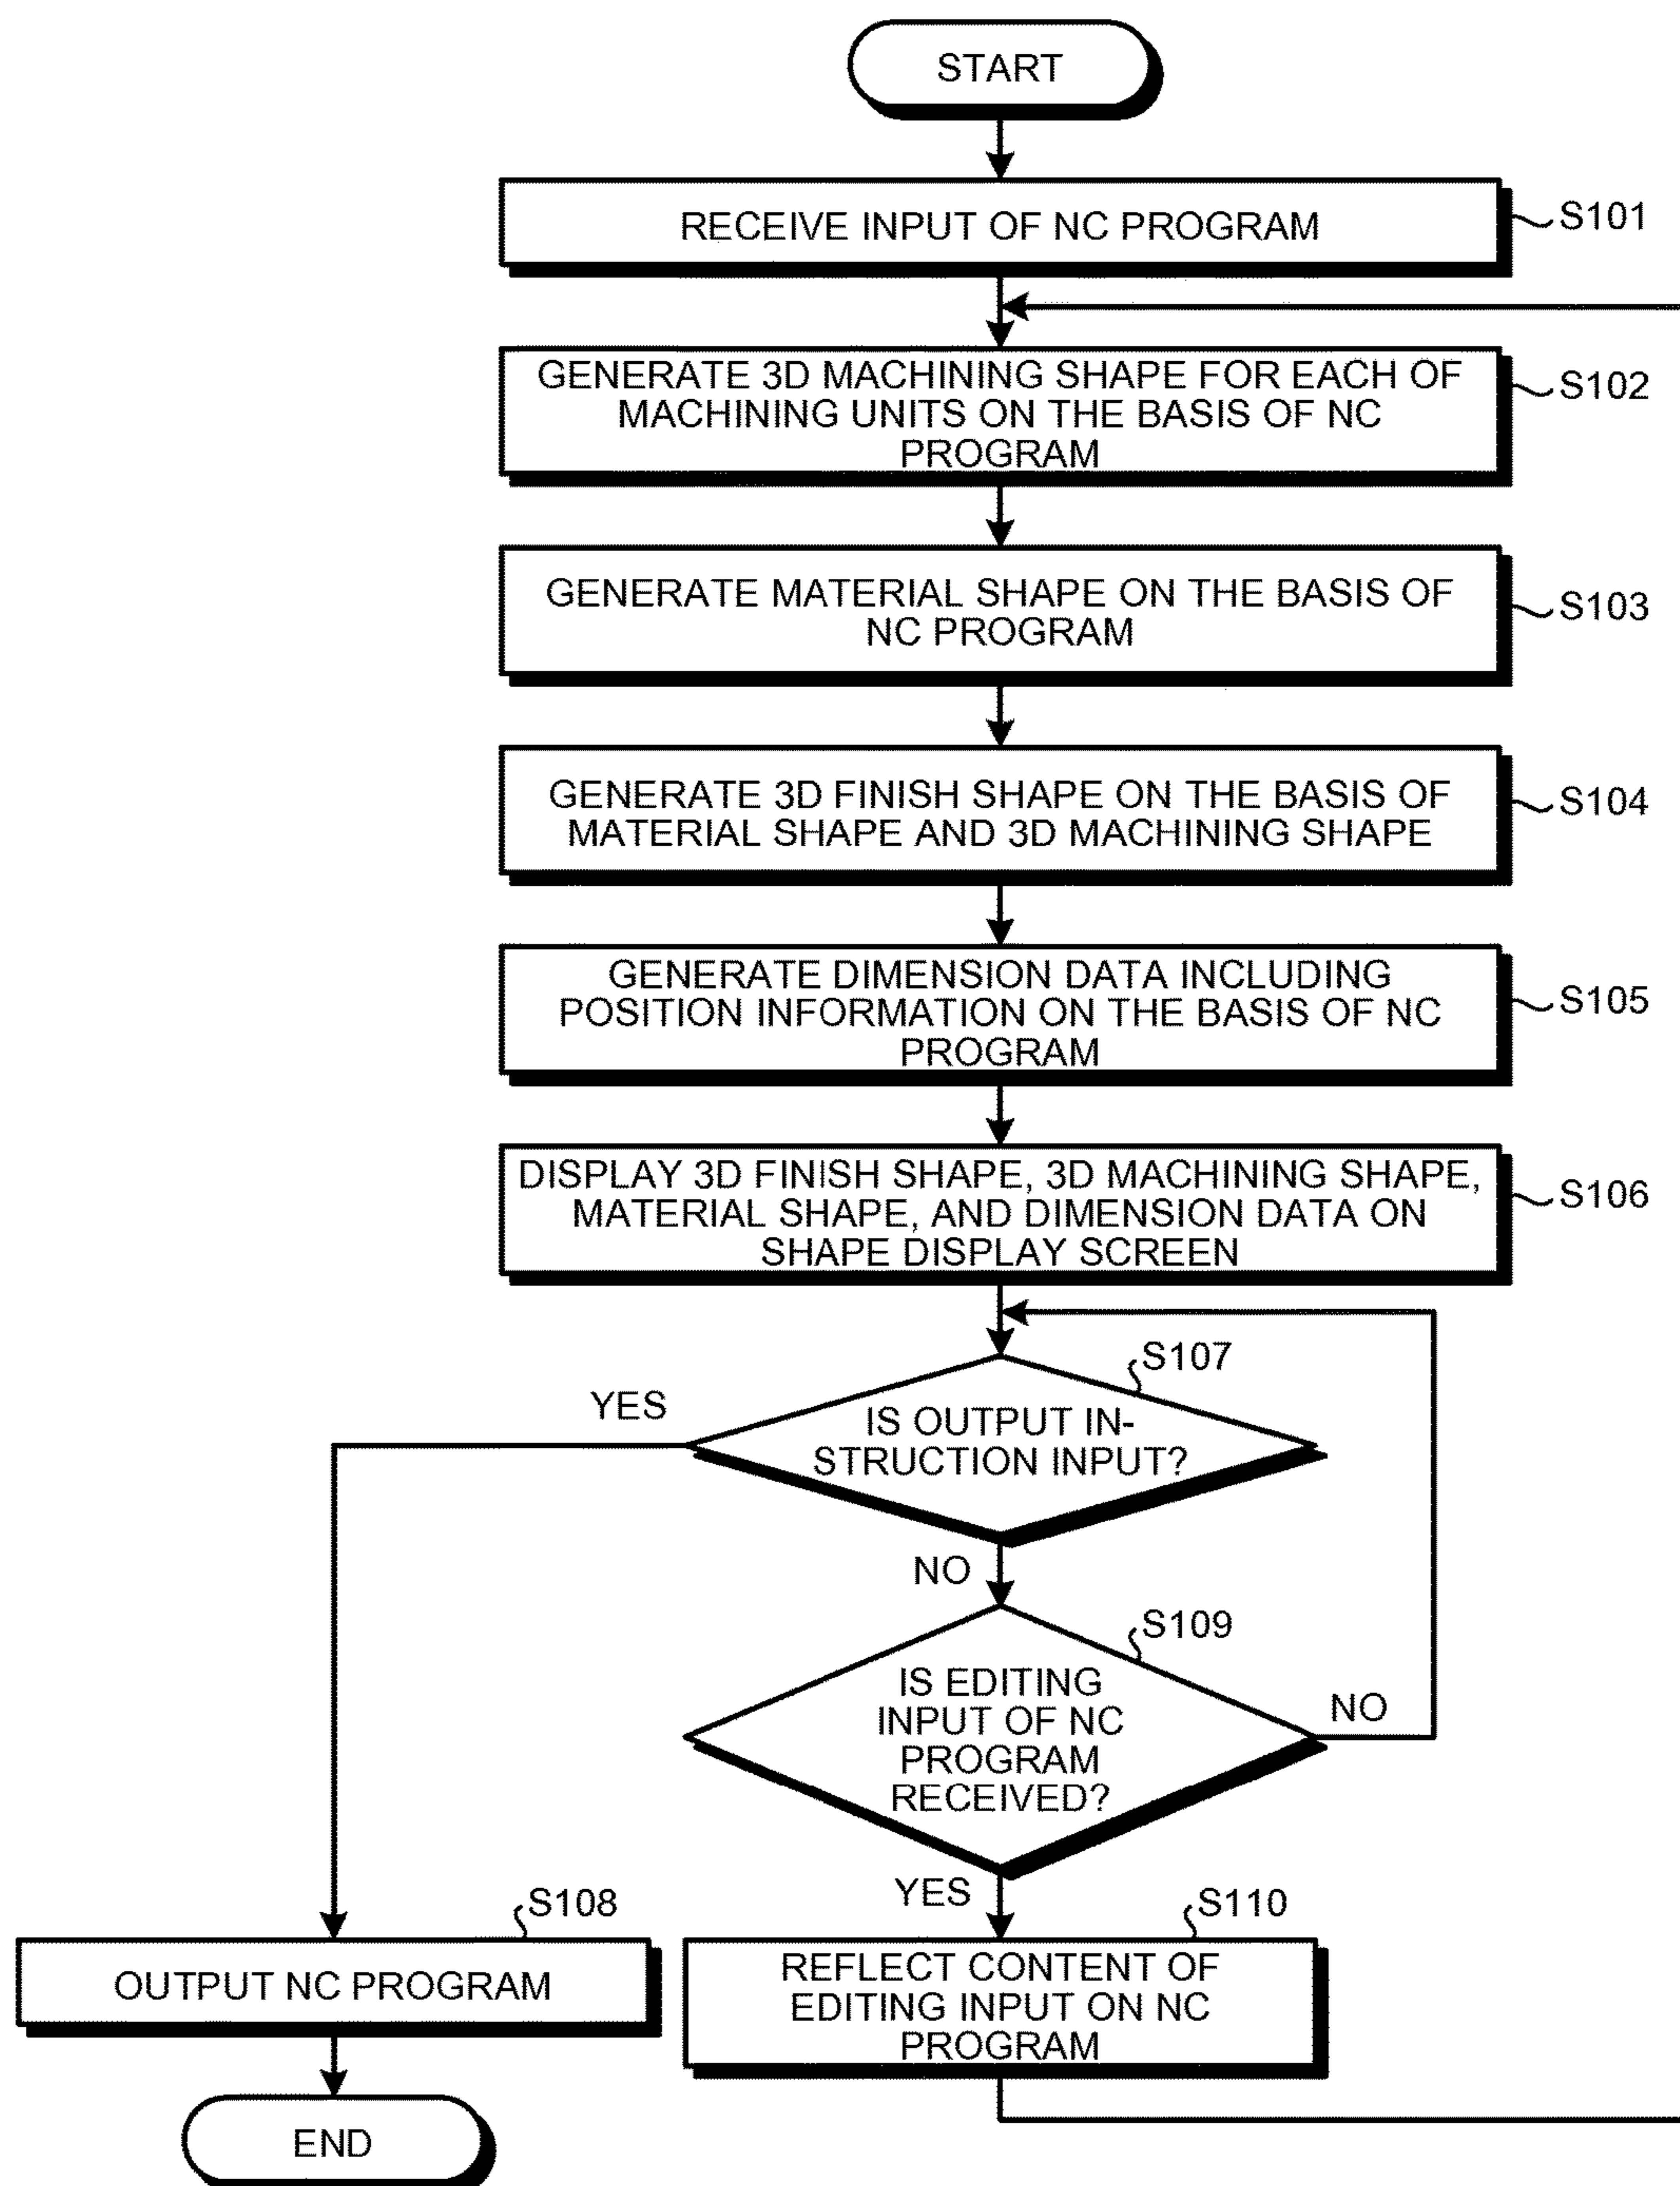 START
RECEIVE INPUT OF NC PROGRAM
S101
GENERATE 3D MACHINING SHAPE FOR EACH OF
MACHINING UNITS ON THE BASIS OF NC
PROGRAM
S102
GENERATE MATERIAL SHAPE ON THE BASIS OF
NC PROGRAM
S103
GENERATE 3D FINISH SHAPE ON THE BASIS OF
MATERIAL SHAPE AND 3D MACHINING SHAPE
S104
GENERATE DIMENSION DATA INCLUDING
POSITION INFORMATION ON THE BASIS OF NC
PROGRAM
S105
DISPLAY 3D FINISH SHAPE, 3D MACHINING SHAPE,
MATERIAL SHAPE, AND DIMENSION DATA ON
SHAPE DISPLAY SCREEN
S106
S107
YES
IS OUTPUT IN-
STRUCTION INPUT?
NO
S109
IS EDITING
INPUT OF NC
PROGRAM
RECEIVED?
NO
YES
S108
OUTPUT NC PROGRAM
S110
REFLECT CONTENT OF
EDITING INPUT ON NC
PROGRAM
END